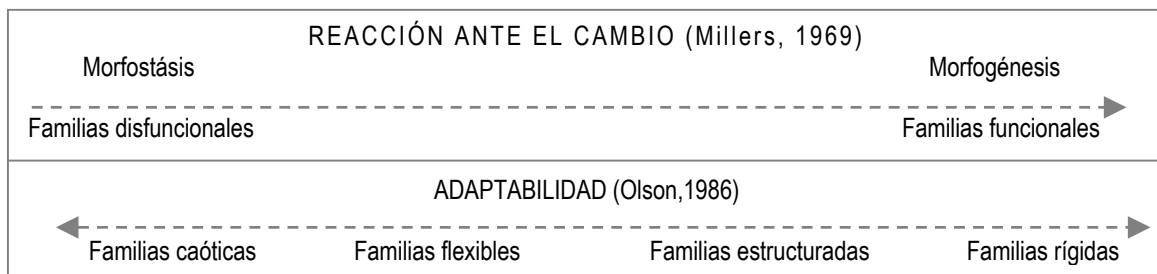 REACCIÓN ANTE EL CAMBIO (Millers, 1969)
Morfostásis Morfogénesis
Familias disfuncionales Familias funcionales
ADAPTABILIDAD (Olson,1986)
Familias caóticas Familias flexibles Familias estructuradas Familias rígidas